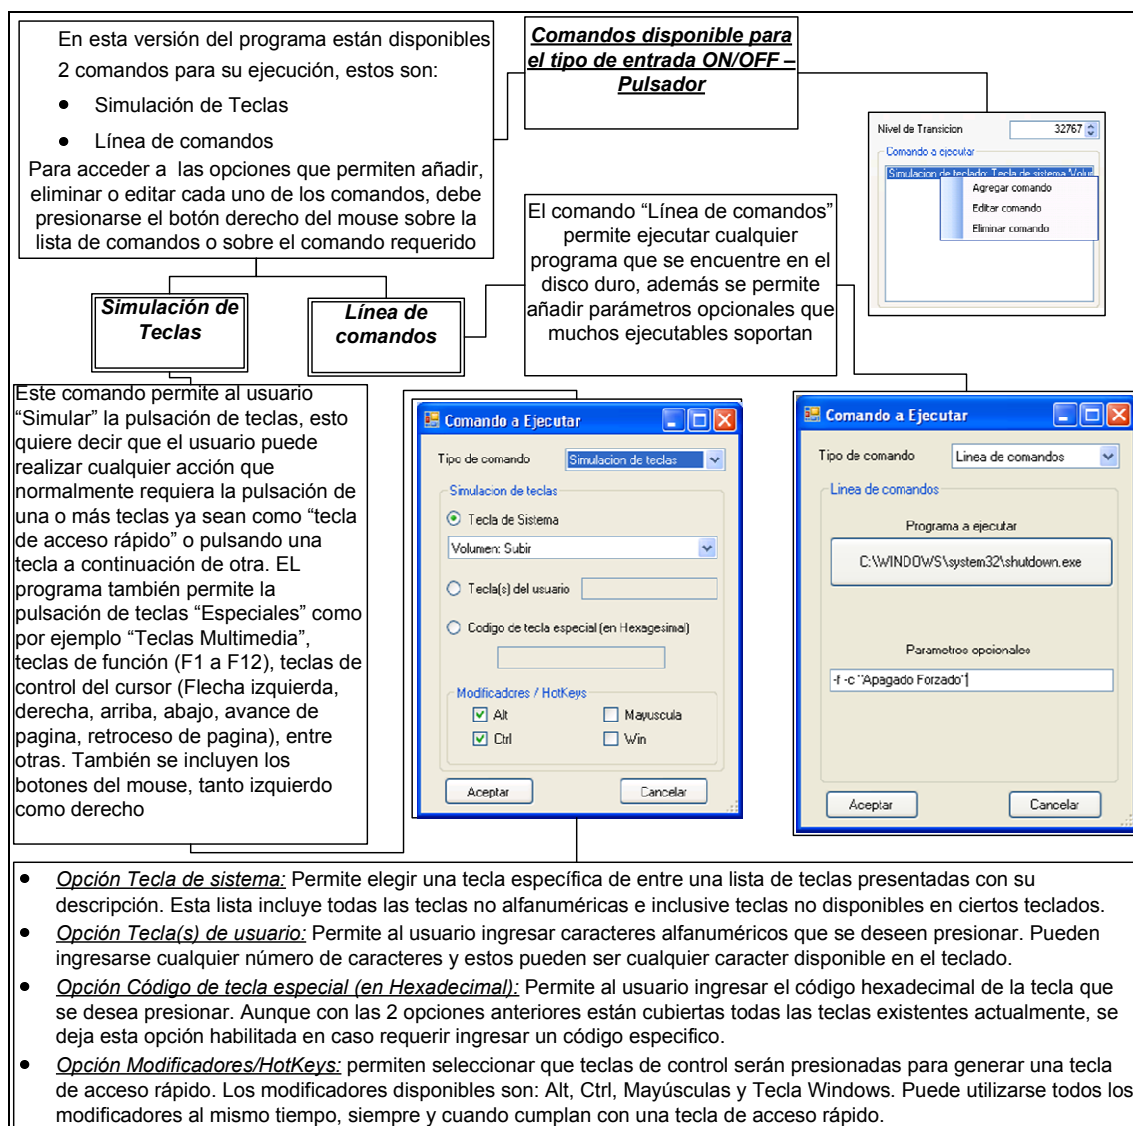 En esta versión del programa están disponibles
2 comandos para su ejecución, estos son:
• Simulación de Teclas
• Línea de comandos
Para acceder a las opciones que permiten añadir,
eliminar o editar cada uno de los comandos, debe
presionarse el botón derecho del mouse sobre la
lista de comandos o sobre el comando requerido
Comandos disponible para
el tipo de entrada ON/OFF –
Pulsador
Nivel de Transicion 32767
Comando a ejecutar
Simulacion de teclado: Tecla de sistema 'Volum
Agregar comando
Editar comando
Eliminar comando
El comando “Línea de comandos”
permite ejecutar cualquier
programa que se encuentre en el
disco duro, además se permite
añadir parámetros opcionales que
muchos ejecutables soportan
Simulación de
Teclas
Línea de
comandos
Este comando permite al usuario
“Simular” la pulsación de teclas, esto
quiere decir que el usuario puede
realizar cualquier acción que
normalmente requiera la pulsación de
una o más teclas ya sean como “tecla
de acceso rápido” o pulsando una
tecla a continuación de otra. EL
programa también permite la
pulsación de teclas “Especiales” como
por ejemplo “Teclas Multimedia”,
teclas de función (F1 a F12), teclas de
control del cursor (Flecha izquierda,
derecha, arriba, abajo, avance de
pagina, retroceso de pagina), entre
otras. También se incluyen los
botones del mouse, tanto izquierdo
como derecho
Comando a Ejecutar
Tipo de comando Simulacion de teclas
Simulacion de teclas
Tecla de Sistema
Volumen: Subir
Tecla(s) del usuario
Codigo de tecla especial (en Hexagesimal)
Modificadores / HotKeys
Alt Mayuscula
Ctrl Win
Aceptar Cancelar
Comando a Ejecutar
Tipo de comando Linea de comandos
Linea de comandos
Programa a ejecutar
C:\WINDOWS\system32\shutdown.exe
Parametros opcionales
-f -c "Apagado Forzado"
Aceptar Cancelar
• Opción Tecla de sistema: Permite elegir una tecla específica de entre una lista de teclas presentadas con su
descripción. Esta lista incluye todas las teclas no alfanuméricas e inclusive teclas no disponibles en ciertos teclados.
• Opción Tecla(s) de usuario: Permite al usuario ingresar caracteres alfanuméricos que se deseen presionar. Pueden
ingresarse cualquier número de caracteres y estos pueden ser cualquier caracter disponible en el teclado.
• Opción Código de tecla especial (en Hexadecimal): Permite al usuario ingresar el código hexadecimal de la tecla que
se desea presionar. Aunque con las 2 opciones anteriores están cubiertas todas las teclas existentes actualmente, se
deja esta opción habilitada en caso requerir ingresar un código especifico.
• Opción Modificadores/HotKeys: permiten seleccionar que teclas de control serán presionadas para generar una tecla
de acceso rápido. Los modificadores disponibles son: Alt, Ctrl, Mayúsculas y Tecla Windows. Puede utilizarse todos los
modificadores al mismo tiempo, siempre y cuando cumplan con una tecla de acceso rápido.